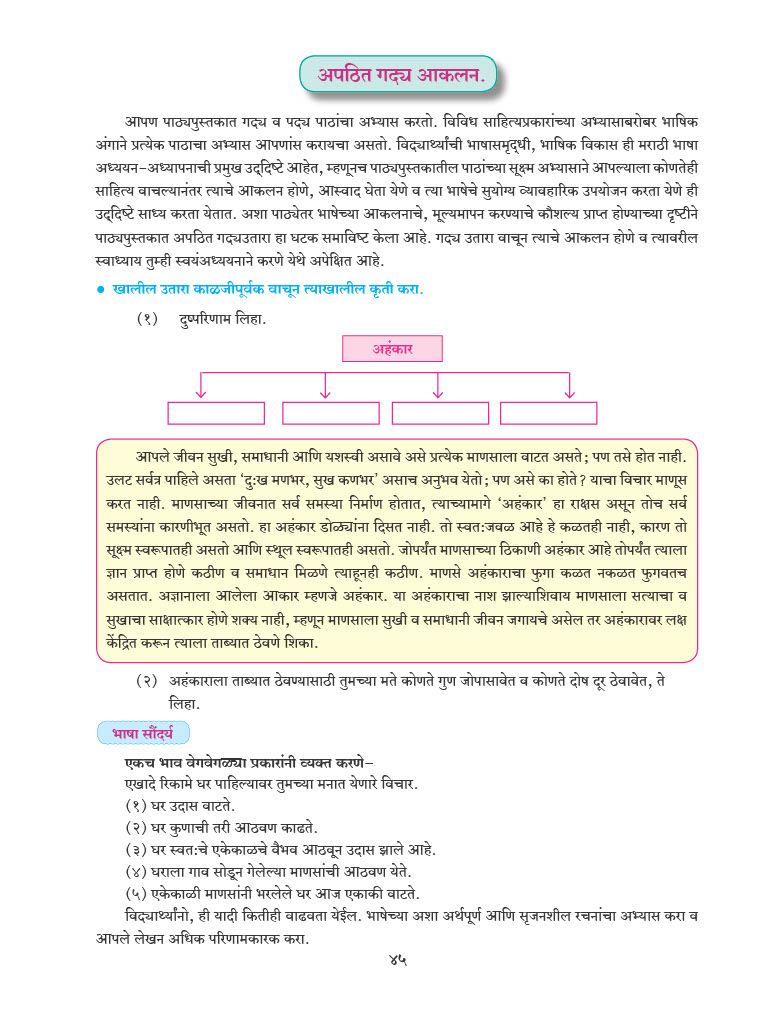 अपठित गद्य आकलन.
आपण पाठ्यपुस्तकात गद्य व पद्य पाठांचा अभ्यास करतो. विविध साहित्यप्रकारांच्या अभ्यासाबरोबर भाषिक
अंगाने प्रत्येक पाठाचा अभ्यास आपणांस करायचा असतो. विद्यार्थ्यांची भाषासमृद्धी, भाषिक विकास ही मराठी भाषा
अध्ययन-अध्यापनाची प्रमुख उद्दिष्टे आहेत, म्हणूनच पाठ्यपुस्तकातील पाठांच्या सूक्ष्म अभ्यासाने आपल्याला कोणतेही
साहित्य वाचल्यानंतर त्याचे आकलन होणे, आस्वाद घेता येणे व त्या भाषेचे सुयोग्य व्यावहारिक उपयोजन करता येणे ही
उद्दिष्टे साध्य करता येतात. अशा पाठ्येतर भाषेच्या आकलनाचे, मूल्यमापन करण्याचे कौशल्य प्राप्त होण्याच्या दृष्टीने
पाठ्यपुस्तकात अपठित गद्यउतारा हा घटक समाविष्ट केला आहे. गद्य उतारा वाचून त्याचे आकलन होणे व त्यावरील
स्वाध्याय तुम्ही स्वयंअध्ययनाने करणे येथे अपेक्षित आहे.
● खालील उतारा काळजीपूर्वक वाचून त्याखालील कृती करा.
(१) दुष्परिणाम लिहा.
अहंकार
आपले जीवन सुखी, समाधानी आणि यशस्वी असावे असे प्रत्येक माणसाला वाटत असते; पण तसे होत नाही.
उलट सर्वत्र पाहिले असता ‘दु:ख मणभर, सुख कणभर’ असाच अनुभव येतो; पण असे का होते? याचा विचार माणूस
करत नाही. माणसाच्या जीवनात सर्व समस्या निर्माण होतात, त्याच्यामागे ‘अहंकार’ हा राक्षस असून तोच सर्व
समस्यांना कारणीभूत असतो. हा अहंकार डोळ्यांना दिसत नाही. तो स्वत:जवळ आहे हे कळतही नाही, कारण तो
सूक्ष्म स्वरूपातही असतो आणि स्थूल स्वरूपातही असतो. जोपर्यंत माणसाच्या ठिकाणी अहंकार आहे तोपर्यंत त्याला
ज्ञान प्राप्त होणे कठीण व समाधान मिळणे त्याहूनही कठीण. माणसे अहंकाराचा फुगा कळत नकळत फुगवतच
असतात. अज्ञानाला आलेला आकार म्हणजे अहंकार. या अहंकाराचा नाश झाल्याशिवाय माणसाला सत्याचा व
सुखाचा साक्षात्कार होणे शक्य नाही, म्हणून माणसाला सुखी व समाधानी जीवन जगायचे असेल तर अहंकारावर लक्ष
केंद्रित करून त्याला ताब्यात ठेवणे शिका.
(२) अहंकाराला ताब्यात ठेवण्यासाठी तुमच्या मते कोणते गुण जोपासावेत व कोणते दोष दूर ठेवावेत, ते
लिहा.
भाषा सौंदर्य
एकच भाव वेगवेगळ्या प्रकारांनी व्यक्त करणे-
एखादे रिकामे घर पाहिल्यावर तुमच्या मनात येणारे विचार.
(१) घर उदास वाटते.
(२) घर कुणाची तरी आठवण काढते.
(३) घर स्वत:चे एकेकाळचे वैभव आठवून उदास झाले आहे.
(४) घराला गाव सोडून गेलेल्या माणसांची आठवण येते.
(५) एकेकाळी माणसांनी भरलेले घर आज एकाकी वाटते.
विद्यार्थ्यांनो, ही यादी कितीही वाढवता येईल. भाषेच्या अशा अर्थपूर्ण आणि सृजनशील रचनांचा अभ्यास करा व
आपले लेखन अधिक परिणामकारक करा.
४५